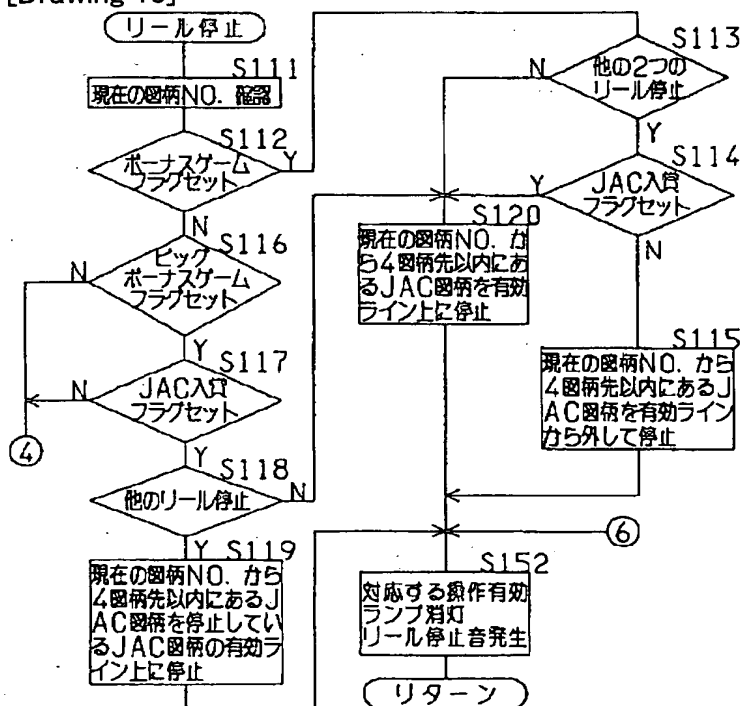 リール停止
S111
現在の図柄NO. 確認
S112
ボーナスゲーム
フラグセット
Y
N
S116
ビッグ
ボーナスゲーム
フラグセット
N
Y
S117
JAC入賞
フラグセット
N
④
Y
S118
他のリール停止
N
Y
S119
現在の図柄NO. から
4図柄先以内にあるJ
AC図柄を停止してい
るJAC図柄の有効ラ
イン上に停止
S113
他の2つの
リール停止
N
Y
S114
JAC入賞
フラグセット
Y
N
S120
現在の図柄NO. か
ら4図柄先以内にあ
るJAC図柄を有効
ライン上に停止
S115
現在の図柄NO. から
4図柄先以内にあるJ
AC図柄を有効ライン
から外して停止
⑥
S152
対応する操作有効
ランプ消灯
リール停止音発生
リターン